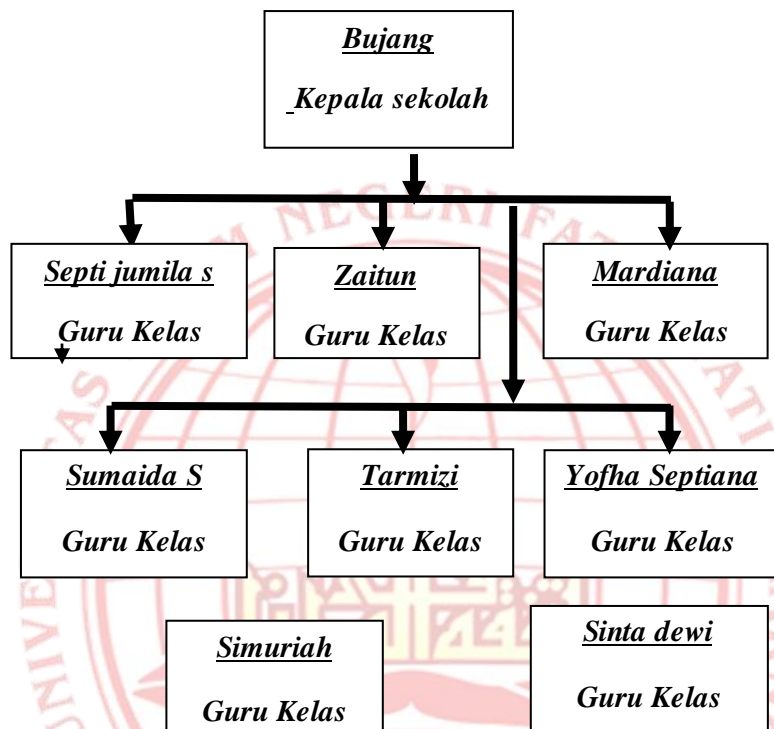 Bujang
Kepala sekolah
Septi jumila s
Guru Kelas
Zaitun
Guru Kelas
Mardiana
Guru Kelas
Sumaida S
Guru Kelas
Tarmizi
Guru Kelas
Yofha Septiana
Guru Kelas
Simuriah
Guru Kelas
Sinta dewi
Guru Kelas